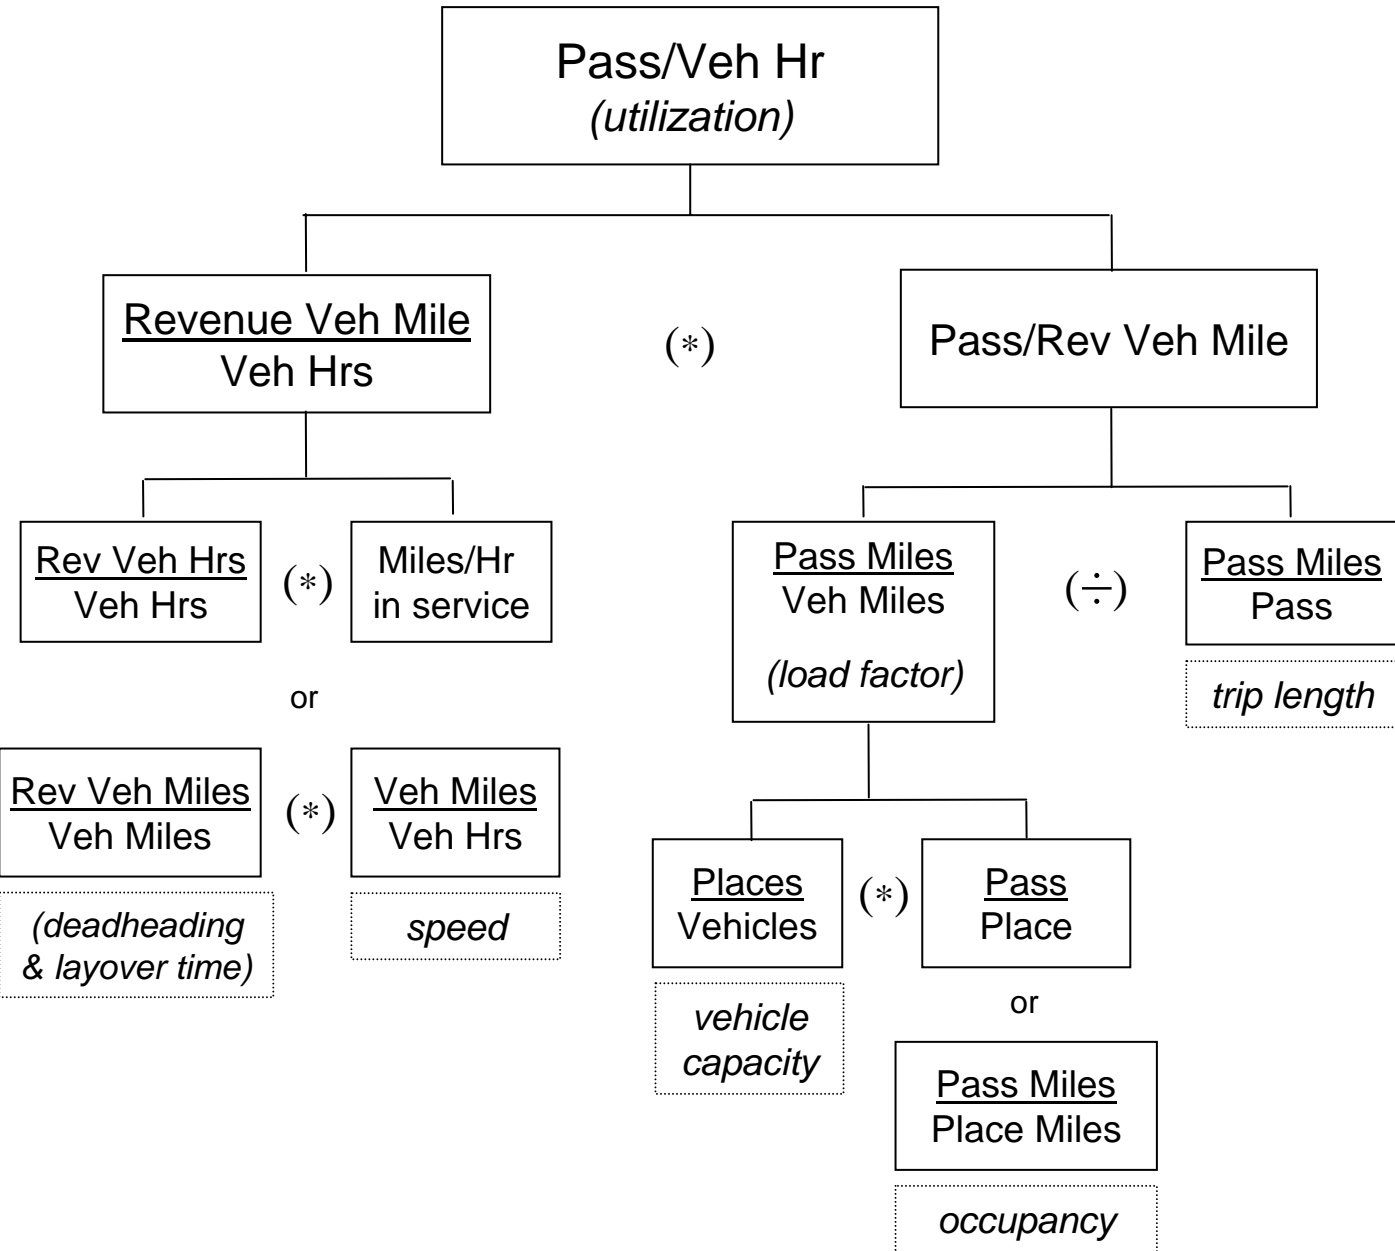 Pass/Veh Hr
(utilization)
Revenue Veh Mile
Veh Hrs
(*)
Pass/Rev Veh Mile
Rev Veh Hrs
Veh Hrs
(*)
Miles/Hr
in service
Pass Miles
Veh Miles
(load factor)
(÷)
Pass Miles
Pass
trip length
or
Rev Veh Miles
Veh Miles
(*)
Veh Miles
Veh Hrs
(deadheading
& layover time)
speed
Places
Vehicles
(*)
Pass
Place
vehicle
capacity
or
Pass Miles
Place Miles
occupancy